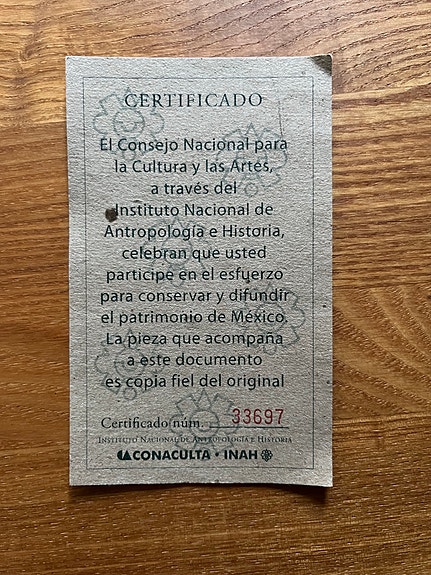 CERTIFICADO
El Consejo Nacional para
la Cultura y las Artes,
a través del
Instituto Nacional de
Antropología e Historia,
celebran que usted
participe en el esfuerzo
para conservar y difundir
el patrimonio de México.
La pieza que acompaña
a este documento
es copia fiel del original
Certificado núm. 33697
Instituto Nacional de Antropología e Historia
CONACULTA • INAH